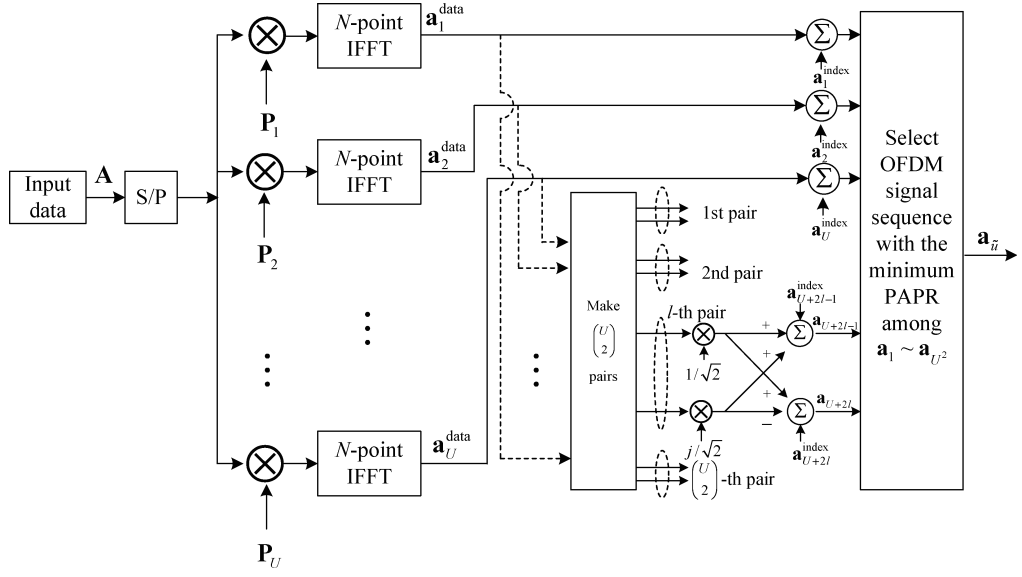 Input
data
A
S/P
P_1
N-point
IFFT
a_1^data
P_2
N-point
IFFT
a_2^data
P_U
N-point
IFFT
a_U^data
Make
(U
2)
pairs
1st pair
2nd pair
l-th pair
1/√2
j/√2
(U
2)-th pair
Σ
a_1^index
Σ
a_2^index
Σ
a_U^index
a_{U+2l-1}^index
+
Σ
a_{U+2l-1}
+
+
−
Σ
a_{U+2l}
a_{U+2l}^index
Select
OFDM
signal
sequence
with the
minimum
PAPR
among
a_1 ~ a_{U^2}
a_ũ